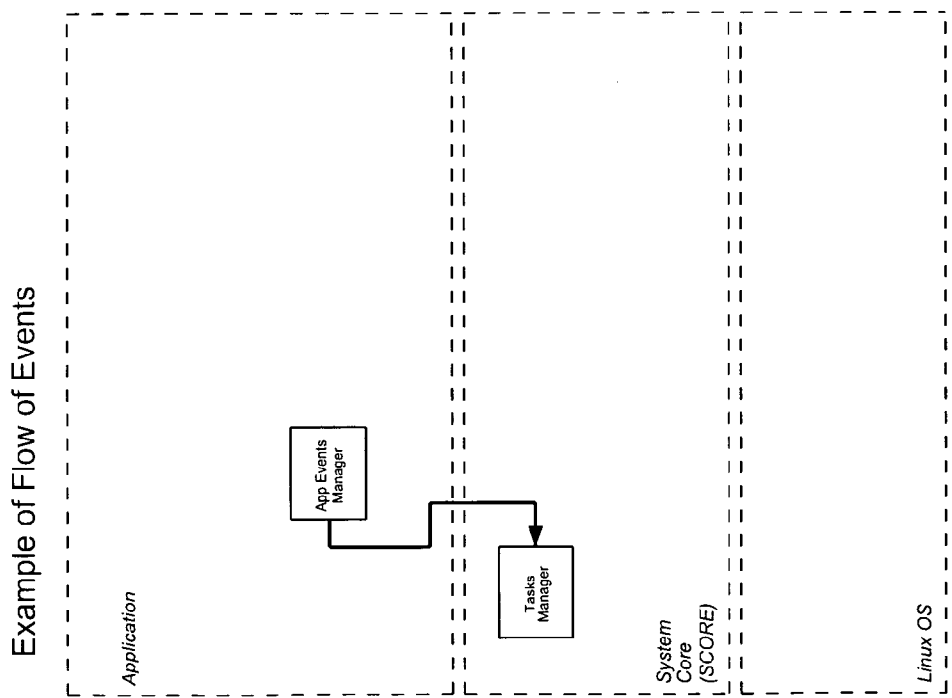 Example of Flow of Events
Application
App Events
Manager
Tasks
Manager
System
Core
(SCORE)
Linux OS